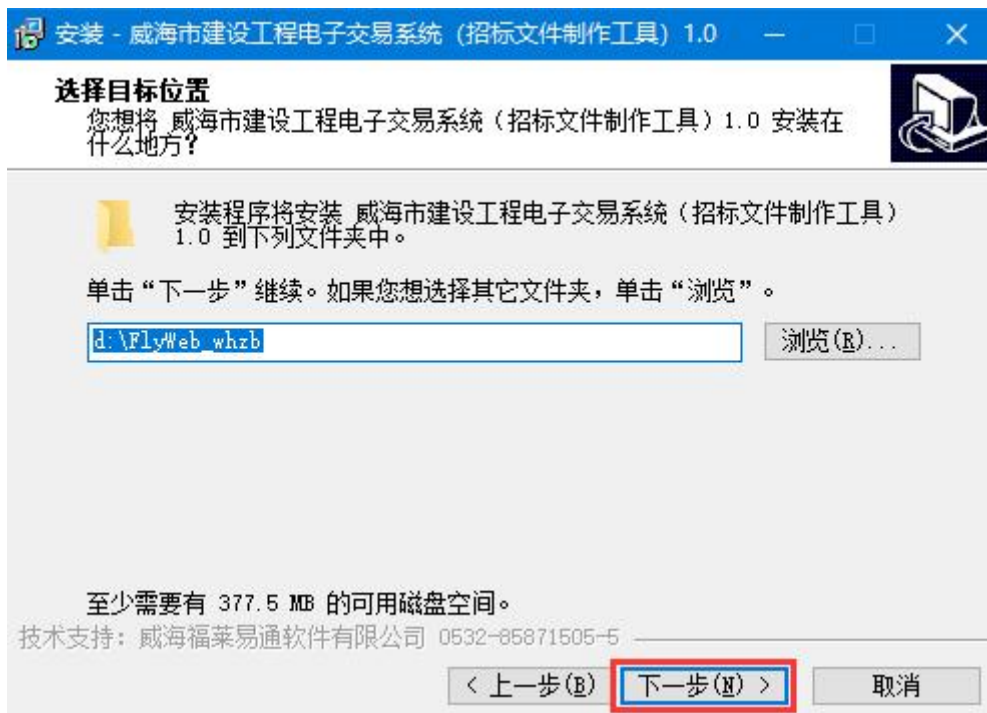 安装 - 威海市建设工程电子交易系统 (招标文件制作工具) 1.0
选择目标位置
您想将 威海市建设工程电子交易系统（招标文件制作工具）1.0 安装在
什么地方?
安装程序将安装 威海市建设工程电子交易系统（招标文件制作工具）
1.0 到下列文件夹中。
单击“下一步”继续。如果您想选择其它文件夹，单击“浏览”。
d:\FlyWeb_whzb
浏览(R)...
至少需要有 377.5 MB 的可用磁盘空间。
技术支持：威海福莱易通软件有限公司 0532-85871505-5
< 上一步(B)
下一步(N) >
取消